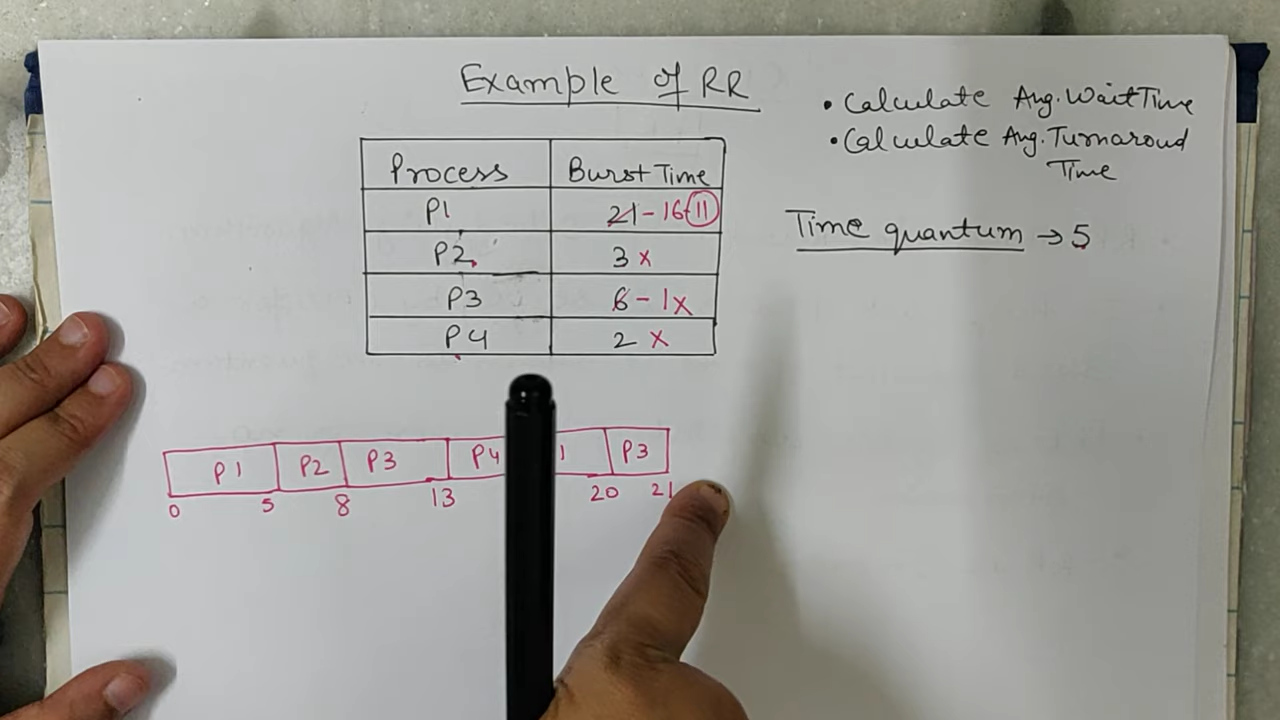 Example of RR
• Calculate Avg. Wait Time
• Calculate Avg. Turnaroud
Time
Time quantum → 5
Process Burst Time
P1 21 - 16 - 11
P2 3 x
P3 6 - 1 x
P4 2 x
P1 P2 P3 P4 1 P3
0 5 8 13 20 21